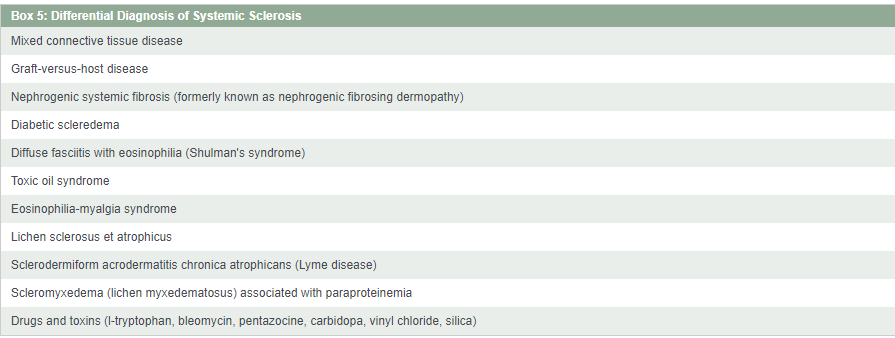 Box 5: Differential Diagnosis of Systemic Sclerosis
Mixed connective tissue disease
Graft-versus-host disease
Nephrogenic systemic fibrosis (formerly known as nephrogenic fibrosing dermopathy)
Diabetic scleredema
Diffuse fasciitis with eosinophilia (Shulman's syndrome)
Toxic oil syndrome
Eosinophilia-myalgia syndrome
Lichen sclerosus et atrophicus
Sclerodermiform acrodermatitis chronica atrophicans (Lyme disease)
Scleromyxedema (lichen myxedematosus) associated with paraproteinemia
Drugs and toxins (l-tryptophan, bleomycin, pentazocine, carbidopa, vinyl chloride, silica)